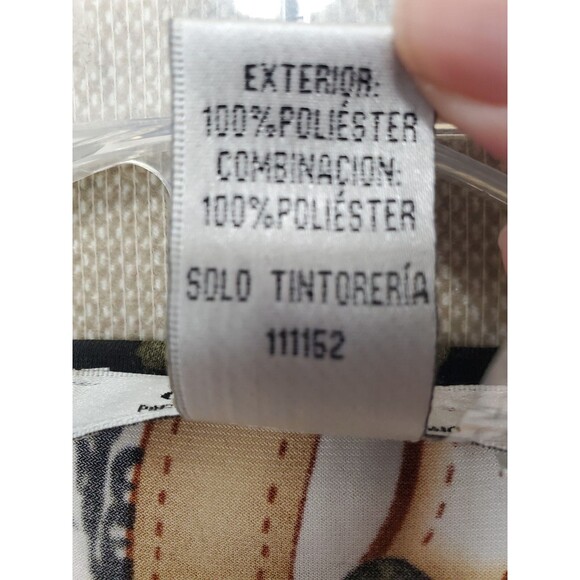 EXTERIOR:
100%POLIÉSTER
COMBINACION:
100%POLIÉSTER
SOLO TINTORERÍA
111152